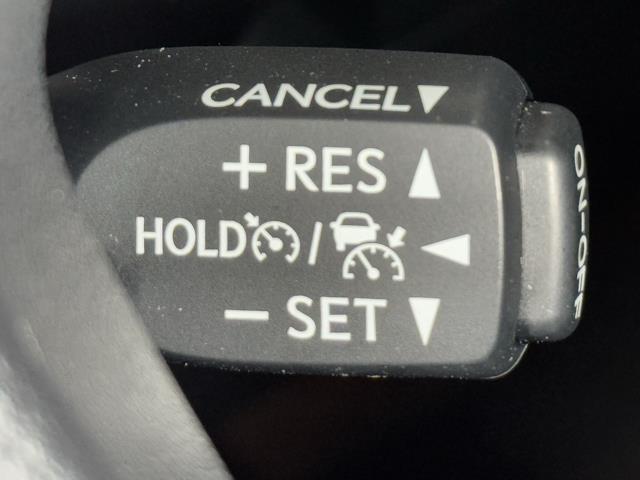 CANCEL▼
+ RES ▲
HOLD / ◀
− SET ▼
ON-OFF